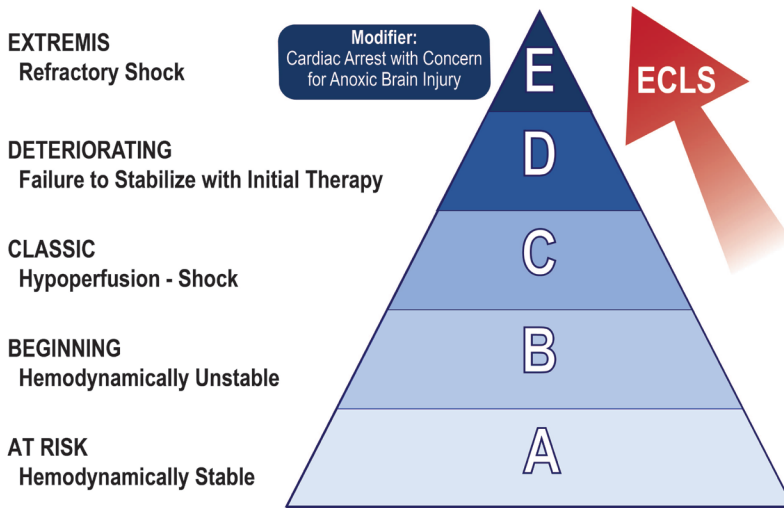 EXTREMIS
Refractory Shock
Modifier:
Cardiac Arrest with Concern
for Anoxic Brain Injury
E
ECLS
DETERIORATING
Failure to Stabilize with Initial Therapy
D
CLASSIC
Hypoperfusion - Shock
C
BEGINNING
Hemodynamically Unstable
B
AT RISK
Hemodynamically Stable
A